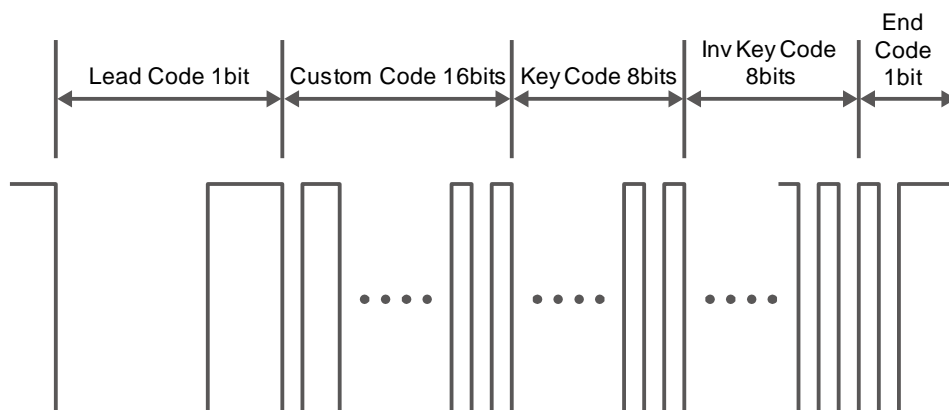 Lead Code 1bit
Custom Code 16bits
Key Code 8bits
Inv Key Code
8bits
End
Code
1bit